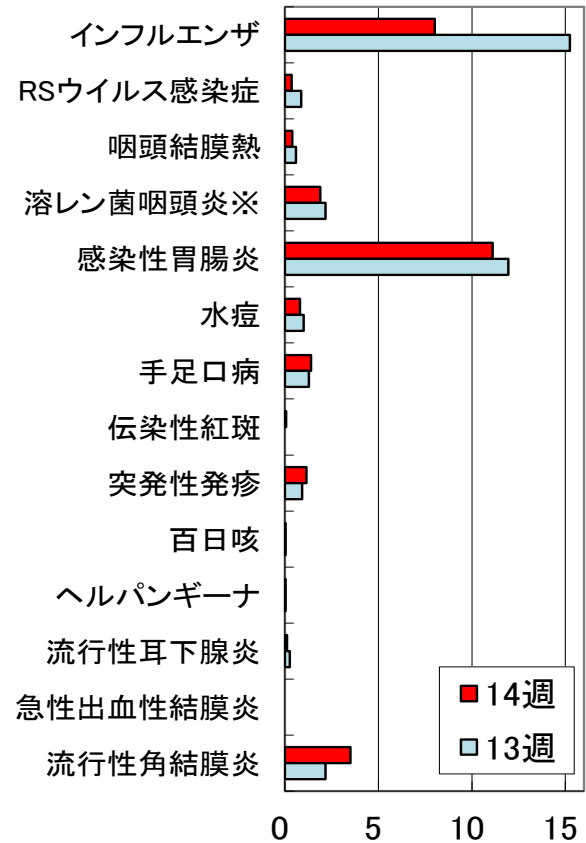 インフルエンザ
RSウイルス感染症
咽頭結膜熱
溶レン菌咽頭炎※
感染性胃腸炎
水痘
手足口病
伝染性紅斑
突発性発疹
百日咳
ヘルパンギーナ
流行性耳下腺炎
急性出血性結膜炎
流行性角結膜炎
14週
13週
0 5 10 15